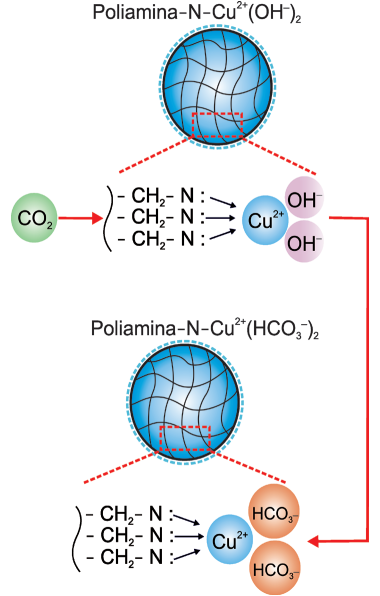 Poliamina–N–Cu²⁺(OH⁻)₂
- CH₂- N :
CO₂ - CH₂- N : Cu²⁺ OH⁻
- CH₂- N : OH⁻
Poliamina–N–Cu²⁺(HCO₃⁻)₂
- CH₂- N : HCO₃⁻
- CH₂- N : Cu²⁺
- CH₂- N : HCO₃⁻